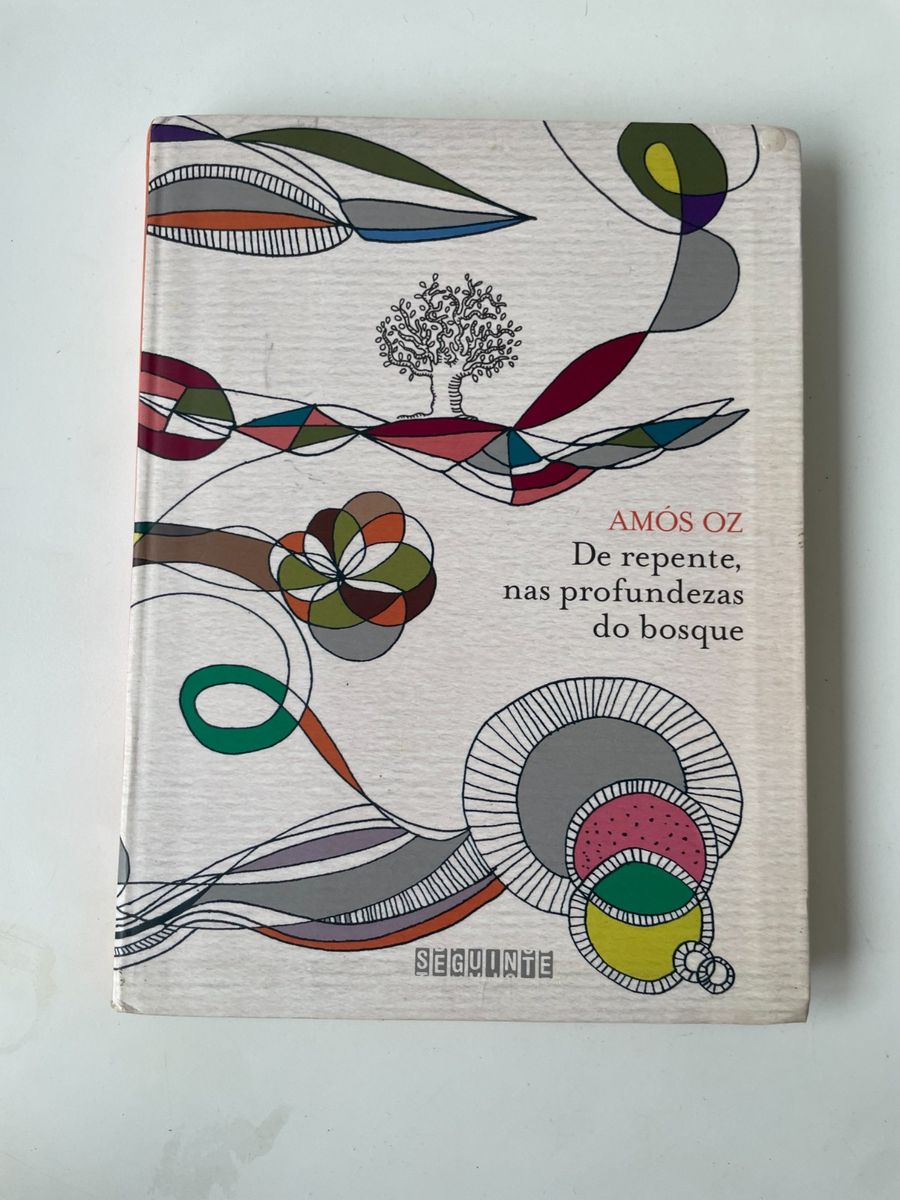 AMÓS OZ
De repente,
nas profundezas
do bosque
SEGUINTE